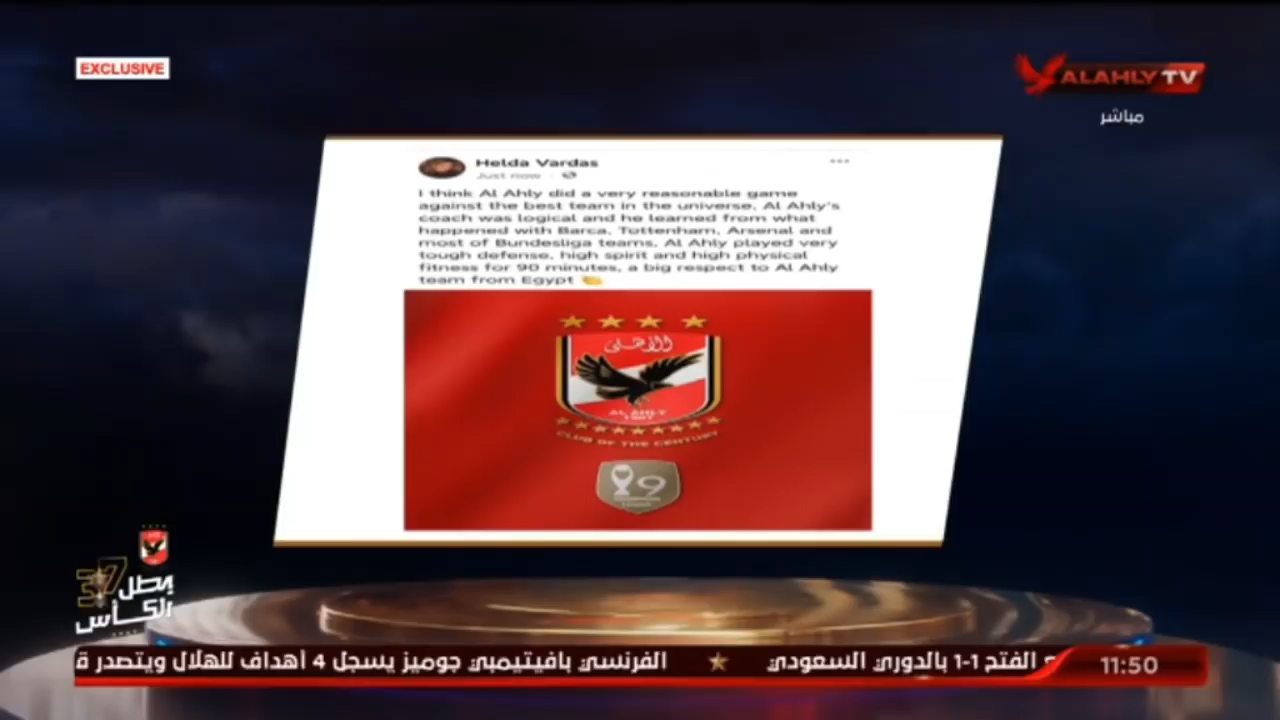 EXCLUSIVE
ALAHLY TV
مباشر
Helda Vardas
Just now ·
I think Al Ahly did a very reasonable game
against the best team in the universe, Al Ahly's
coach was logical and he learned from what
happened with Barca, Tottenham, Arsenal and
most of Bundesliga teams, Al Ahly played very
tough defense, high spirit and high physical
fitness for 90 minutes, a big respect to Al Ahly
team from Egypt 👏
الأهلي
AL AHLY
1907
CLUB OF THE CENTURY
9
37
بطل
الكأس
الفتح 1-1 بالدوري السعودي ★ الفرنسي بافيتيمبي جوميز يسجل 4 أهداف للهلال ويتصدر ق
11:50